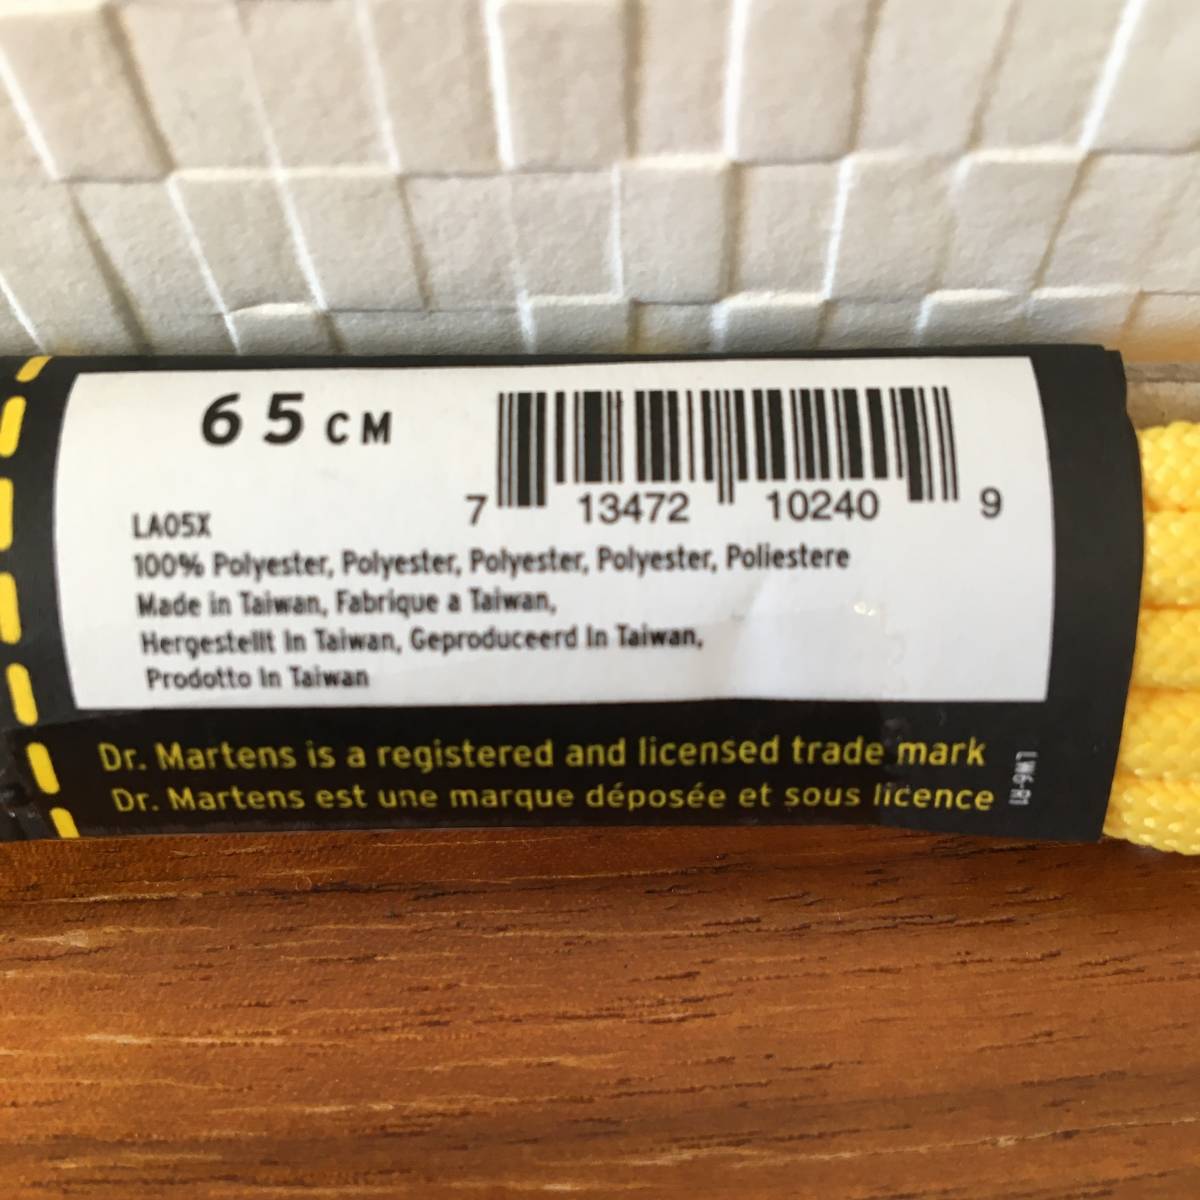 65 CM
7 13472 10240 9
LA05X
100% Polyester, Polyester, Polyester, Polyester, Poliestere
Made in Taiwan, Fabrique a Taiwan,
Hergestellt In Taiwan, Geproduceerd In Taiwan,
Prodotto In Taiwan
Dr. Martens is a registered and licensed trade mark
Dr. Martens est une marque déposée et sous licence
LW6-R1